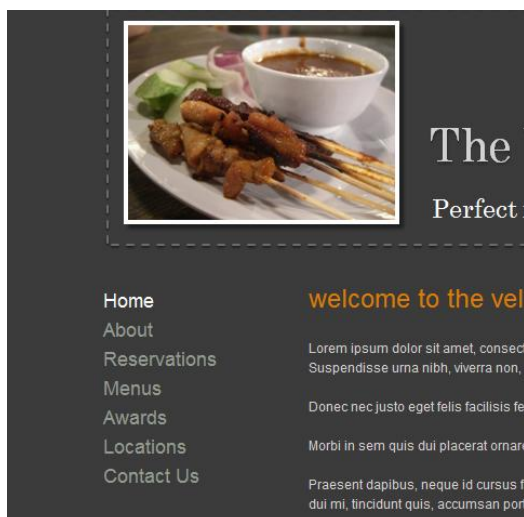 The
Perfect
Home
About
Reservations
Menus
Awards
Locations
Contact Us
welcome to the vel
Lorem ipsum dolor sit amet, consect
Suspendisse urna nibh, viverra non,
Donec nec justo eget felis facilisis fe
Morbi in sem quis dui placerat ornare
Praesent dapibus, neque id cursus f
dui mi, tincidunt quis, accumsan por